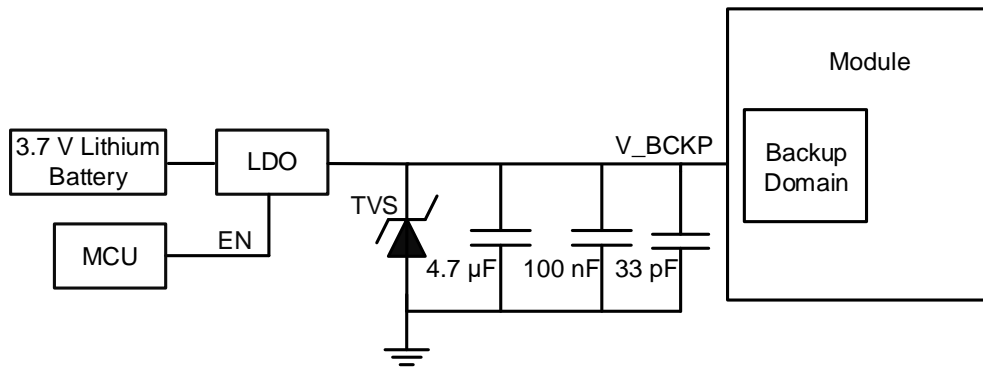 Module
3.7 V Lithium
Battery
LDO
V_BCKP
Backup
Domain
MCU
EN
TVS
4.7 µF
100 nF
33 pF